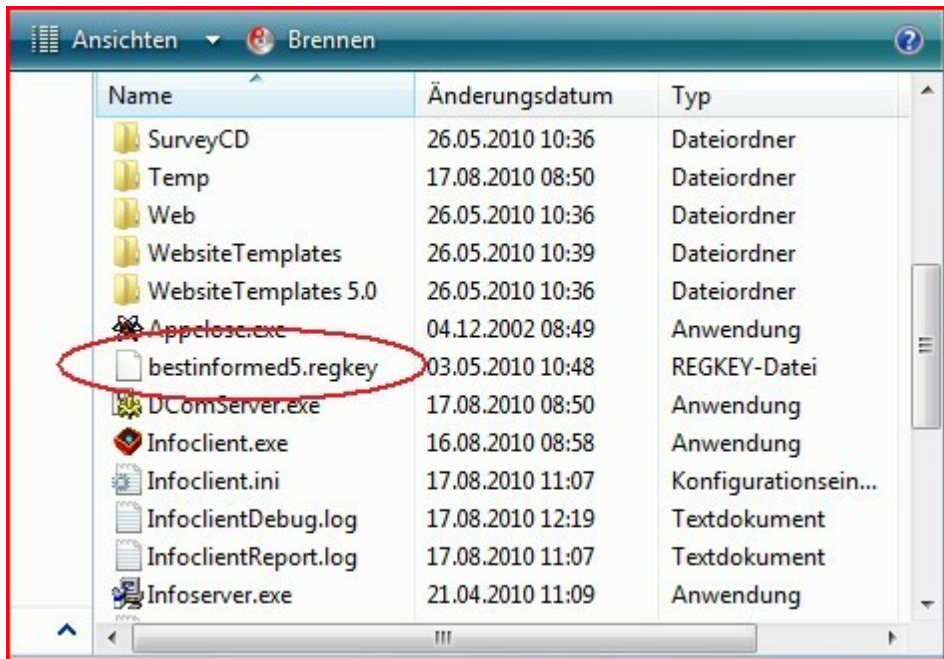 Ansichten Brennen
Name Änderungsdatum Typ
SurveyCD 26.05.2010 10:36 Dateiordner
Temp 17.08.2010 08:50 Dateiordner
Web 26.05.2010 10:36 Dateiordner
WebsiteTemplates 26.05.2010 10:39 Dateiordner
WebsiteTemplates 5.0 26.05.2010 10:36 Dateiordner
Appclose.exe 04.12.2002 08:49 Anwendung
bestinformed5.regkey 03.05.2010 10:48 REGKEY-Datei
DComServer.exe 17.08.2010 08:50 Anwendung
Infoclient.exe 16.08.2010 08:58 Anwendung
Infoclient.ini 17.08.2010 11:07 Konfigurationsein...
InfoclientDebug.log 17.08.2010 12:19 Textdokument
InfoclientReport.log 17.08.2010 11:07 Textdokument
Infoserver.exe 21.04.2010 11:09 Anwendung